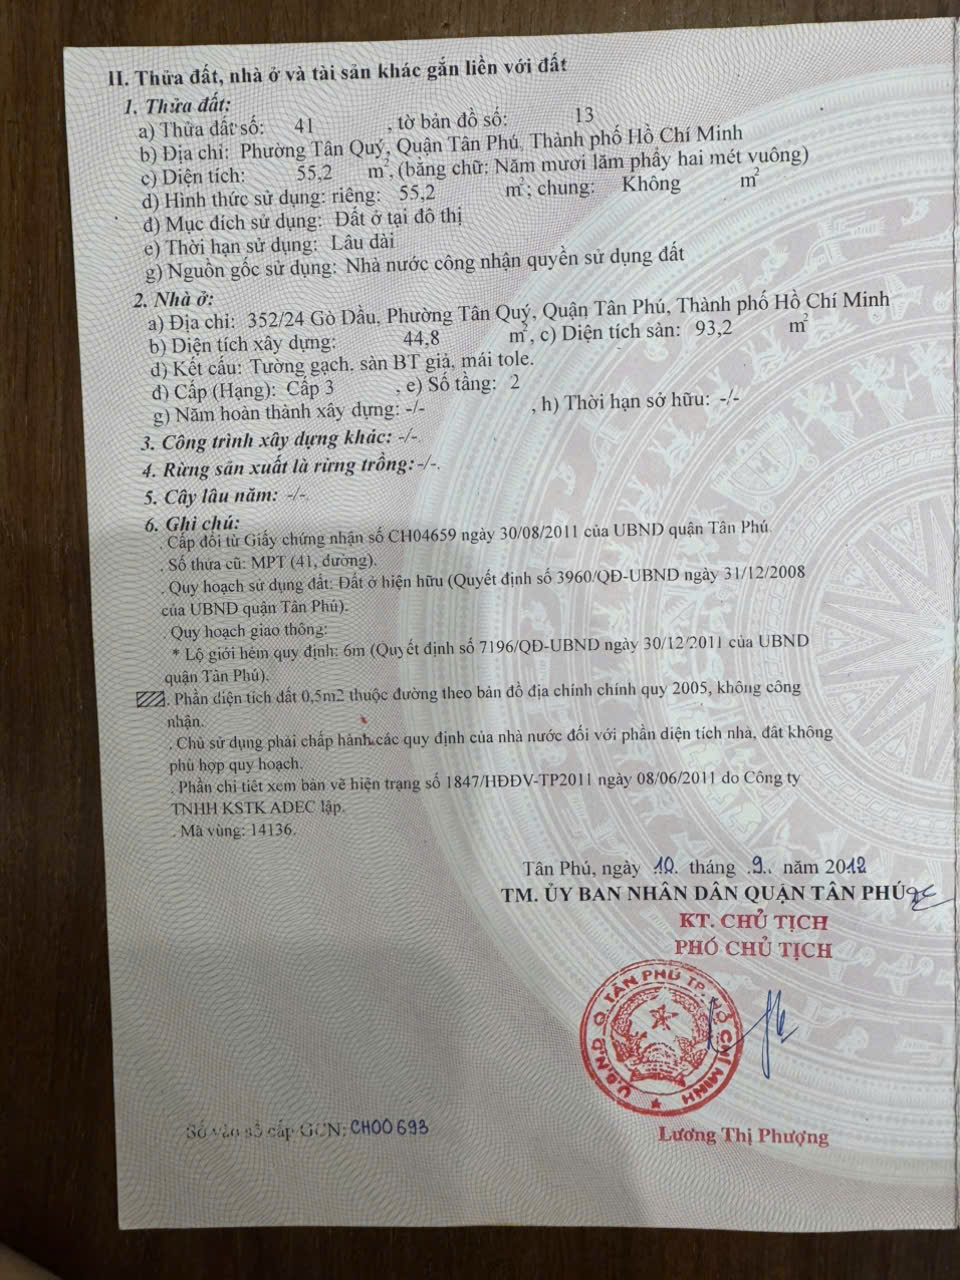 II. Thửa đất, nhà ở và tài sản khác gắn liền với đất
1. Thửa đất:
a) Thửa đất số: 41 , tờ bản đồ số: 13
b) Địa chỉ: Phường Tân Quý, Quận Tân Phú, Thành phố Hồ Chí Minh
c) Diện tích: 55,2 m², (bằng chữ: Năm mươi lăm phẩy hai mét vuông)
d) Hình thức sử dụng: riêng: 55,2 m²; chung: Không m²
đ) Mục đích sử dụng: Đất ở tại đô thị
e) Thời hạn sử dụng: Lâu dài
g) Nguồn gốc sử dụng: Nhà nước công nhận quyền sử dụng đất
2. Nhà ở:
a) Địa chỉ: 352/24 Gò Dầu, Phường Tân Quý, Quận Tân Phú, Thành phố Hồ Chí Minh
b) Diện tích xây dựng: 44,8 m², c) Diện tích sàn: 93,2 m²
d) Kết cấu: Tường gạch, sàn BT giả, mái tole.
đ) Cấp (Hạng): Cấp 3 , e) Số tầng: 2
g) Năm hoàn thành xây dựng: -/- , h) Thời hạn sở hữu: -/-
3. Công trình xây dựng khác: -/-
4. Rừng sản xuất là rừng trồng: -/-.
5. Cây lâu năm: -/-
6. Ghi chú:
. Cấp đổi từ Giấy chứng nhận số CH04659 ngày 30/08/2011 của UBND quận Tân Phú.
. Số thửa cũ: MPT (41, đường).
. Quy hoạch sử dụng đất: Đất ở hiện hữu (Quyết định số 3960/QĐ-UBND ngày 31/12/2008
của UBND quận Tân Phú).
Quy hoạch giao thông:
* Lộ giới hẻm quy định: 6m (Quyết định số 7196/QĐ-UBND ngày 30/12/2011 của UBND
quận Tân Phú).
. Phần diện tích đất 0,5m2 thuộc đường theo bản đồ địa chính chính quy 2005, không công
nhận.
. Chủ sử dụng phải chấp hành các quy định của nhà nước đối với phần diện tích nhà, đất không
phù hợp quy hoạch.
. Phần chi tiết xem bản vẽ hiện trạng số 1847/HĐĐV-TP2011 ngày 08/06/2011 do Công ty
TNHH KSTK ADEC lập.
. Mã vùng: 14136.
Tân Phú, ngày 10. tháng .9.. năm 2012
TM. ỦY BAN NHÂN DÂN QUẬN TÂN PHÚ
KT. CHỦ TỊCH
PHÓ CHỦ TỊCH
U.B.N.D Q. TÂN PHÚ TP. HỒ CHÍ MINH
Lương Thị Phượng
Số vào sổ cấp GCN: CH00693